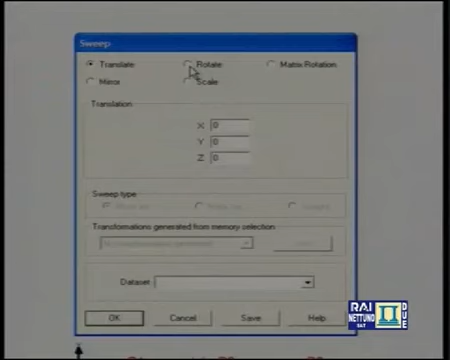 Sweep
Translate Rotate Matrix Rotation
Mirror Scale
Translation
X 0
Y 0
Z 0
Sweep type
Transformations generated from memory selection
Dataset
OK Cancel Save Help
RAI
NETTUNO
SAT
DUE